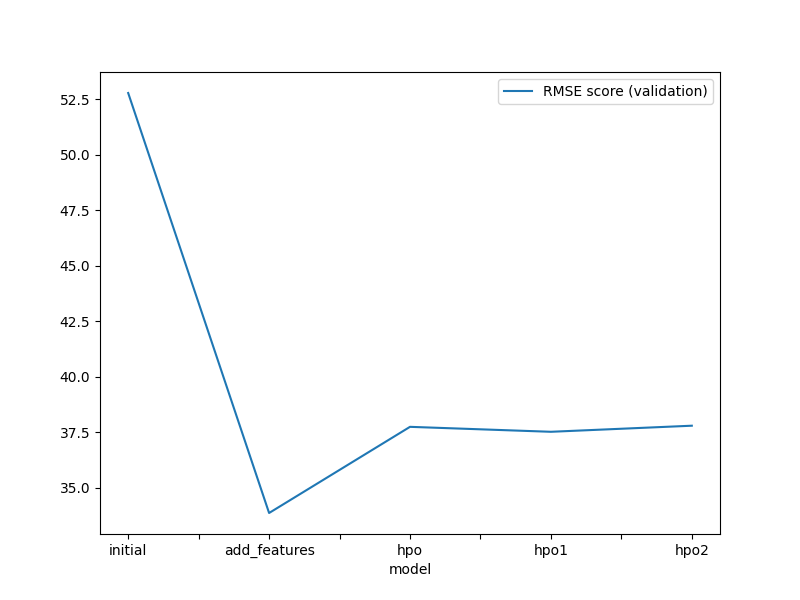 RMSE score (validation)
52.5
50.0
47.5
45.0
42.5
40.0
37.5
35.0
initial add_features hpo hpo1 hpo2
model